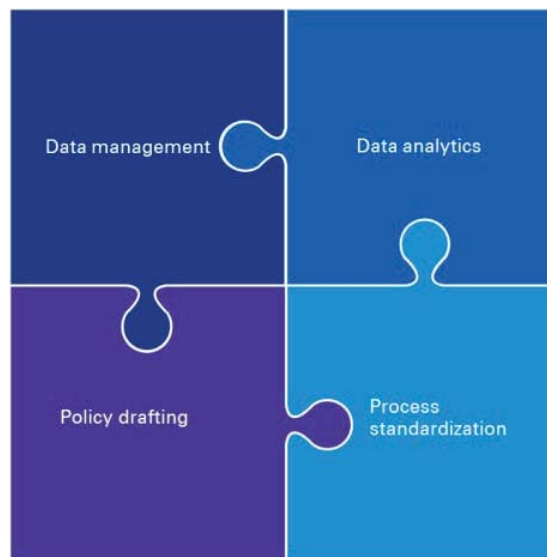 Data management
Data analytics
Policy drafting
Process
standardization